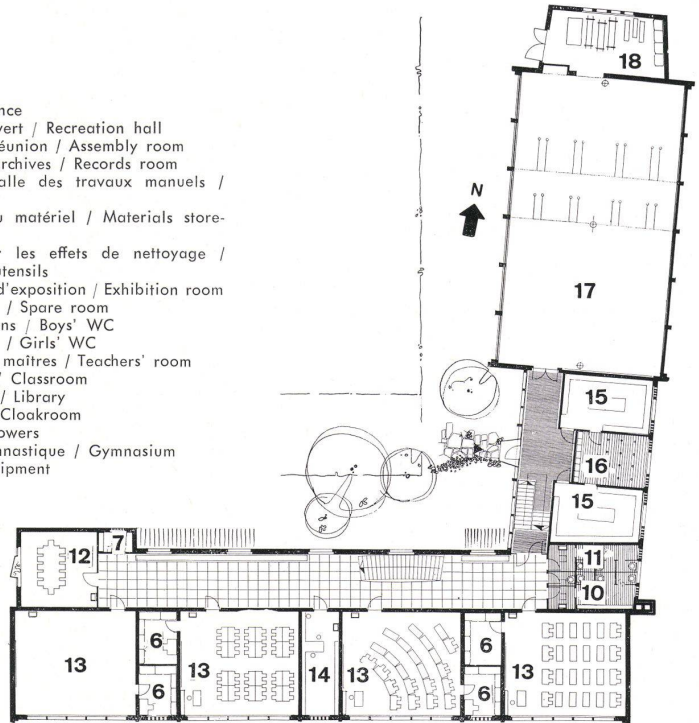 nce
vert / Recreation hall
éunion / Assembly room
rchives / Records room
alle des travaux manuels /
u matériel / Materials store-
les effets de nettoyage /
tensils
d'exposition / Exhibition room
/ Spare room
ns / Boys' WC
/ Girls' WC
maîtres / Teachers' room
/ Classroom
/ Library
Cloakroom
owers
nnastique / Gymnasium
ipment
18
N
17
15
16
15
12
7
11
10
13
6
6
13
14
13
6
6
13